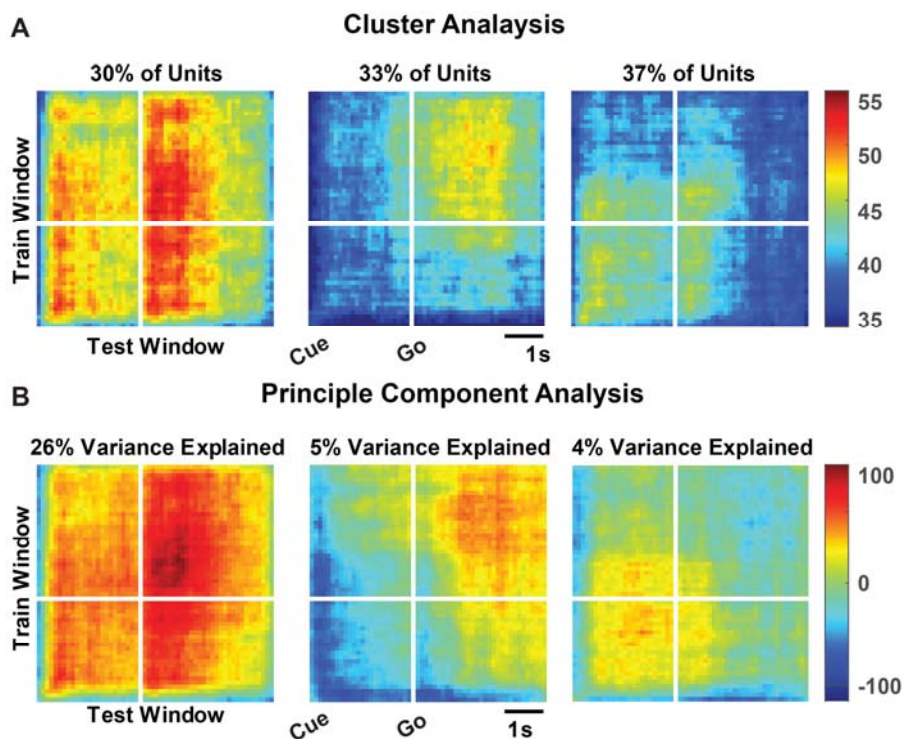 A
Cluster Analaysis
30% of Units
33% of Units
37% of Units
Train Window
55
50
45
40
35
Test Window
Cue
Go
1s
B
Principle Component Analysis
26% Variance Explained
5% Variance Explained
4% Variance Explained
Train Window
100
0
-100
Test Window
Cue
Go
1s